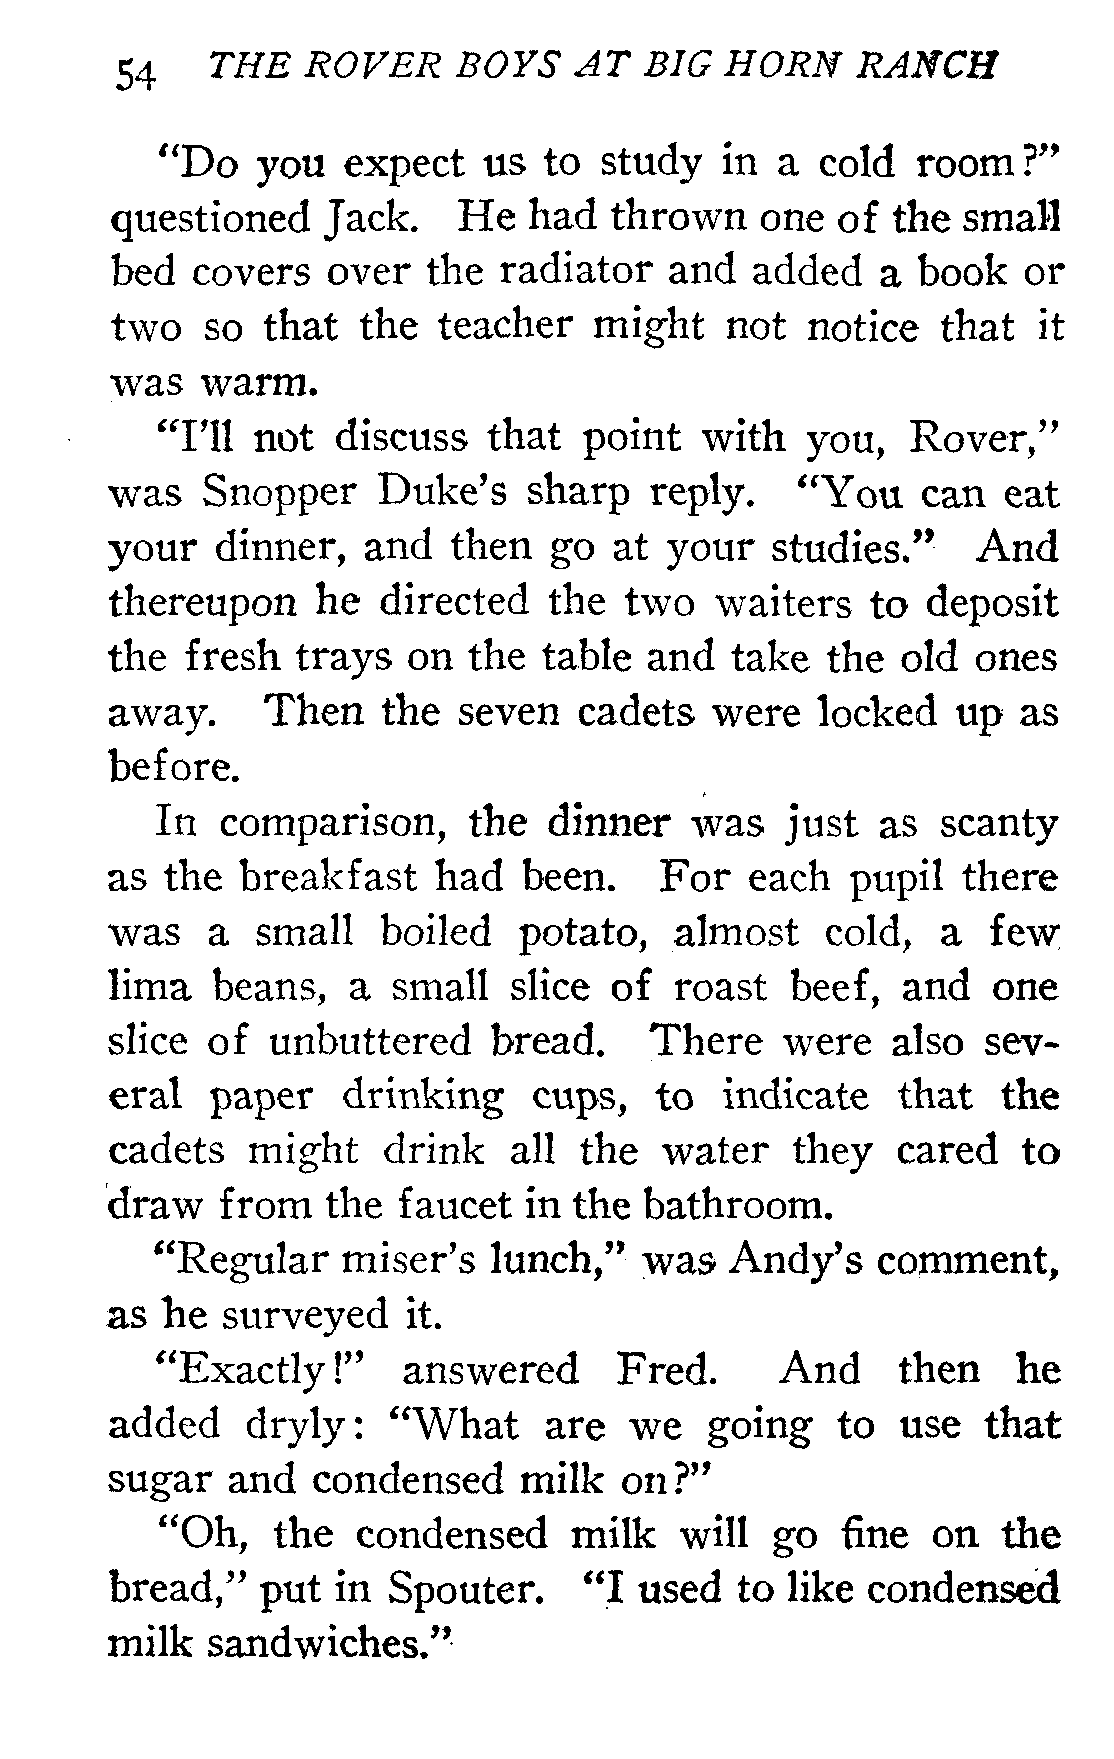 54 THE ROVER BOYS AT BIG HORN RANCH
"Do you expect us to study in a cold room?"
questioned Jack. He had thrown one of the small
bed covers over the radiator and added a book or
two so that the teacher might not notice that it
was warm.
"I'll not discuss that point with you, Rover,"
was Snopper Duke's sharp reply. "You can eat
your dinner, and then go at your studies." And
thereupon he directed the two waiters to deposit
the fresh trays on the table and take the old ones
away. Then the seven cadets were locked up as
before.
In comparison, the dinner was just as scanty
as the breakfast had been. For each pupil there
was a small boiled potato, almost cold, a few
lima beans, a small slice of roast beef, and one
slice of unbuttered bread. There were also sev-
eral paper drinking cups, to indicate that the
cadets might drink all the water they cared to
draw from the faucet in the bathroom.
"Regular miser's lunch," was Andy's comment,
as he surveyed it.
"Exactly!" answered Fred. And then he
added dryly: "What are we going to use that
sugar and condensed milk on?"
"Oh, the condensed milk will go fine on the
bread," put in Spouter. "I used to like condensed
milk sandwiches."